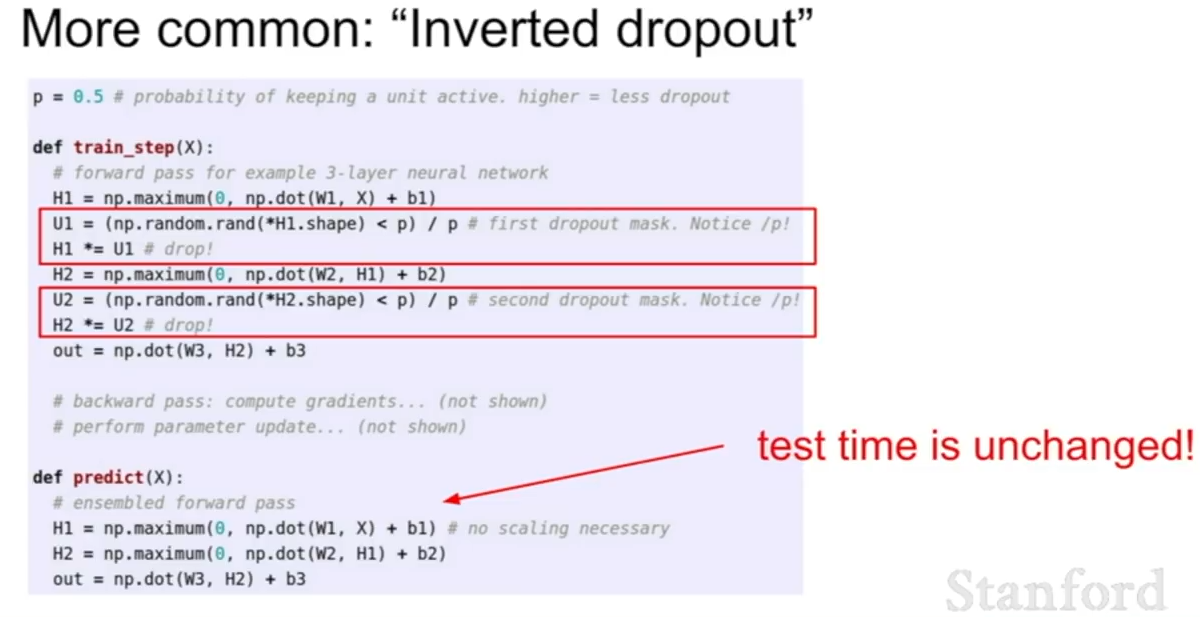 More common: “Inverted dropout”
p = 0.5 # probability of keeping a unit active. higher = less dropout
def train_step(X):
# forward pass for example 3-layer neural network
H1 = np.maximum(0, np.dot(W1, X) + b1)
U1 = (np.random.rand(*H1.shape) < p) / p # first dropout mask. Notice /p!
H1 *= U1 # drop!
H2 = np.maximum(0, np.dot(W2, H1) + b2)
U2 = (np.random.rand(*H2.shape) < p) / p # second dropout mask. Notice /p!
H2 *= U2 # drop!
out = np.dot(W3, H2) + b3
# backward pass: compute gradients... (not shown)
# perform parameter update... (not shown)
test time is unchanged!
def predict(X):
# ensembled forward pass
H1 = np.maximum(0, np.dot(W1, X) + b1) # no scaling necessary
H2 = np.maximum(0, np.dot(W2, H1) + b2)
out = np.dot(W3, H2) + b3
Stanford